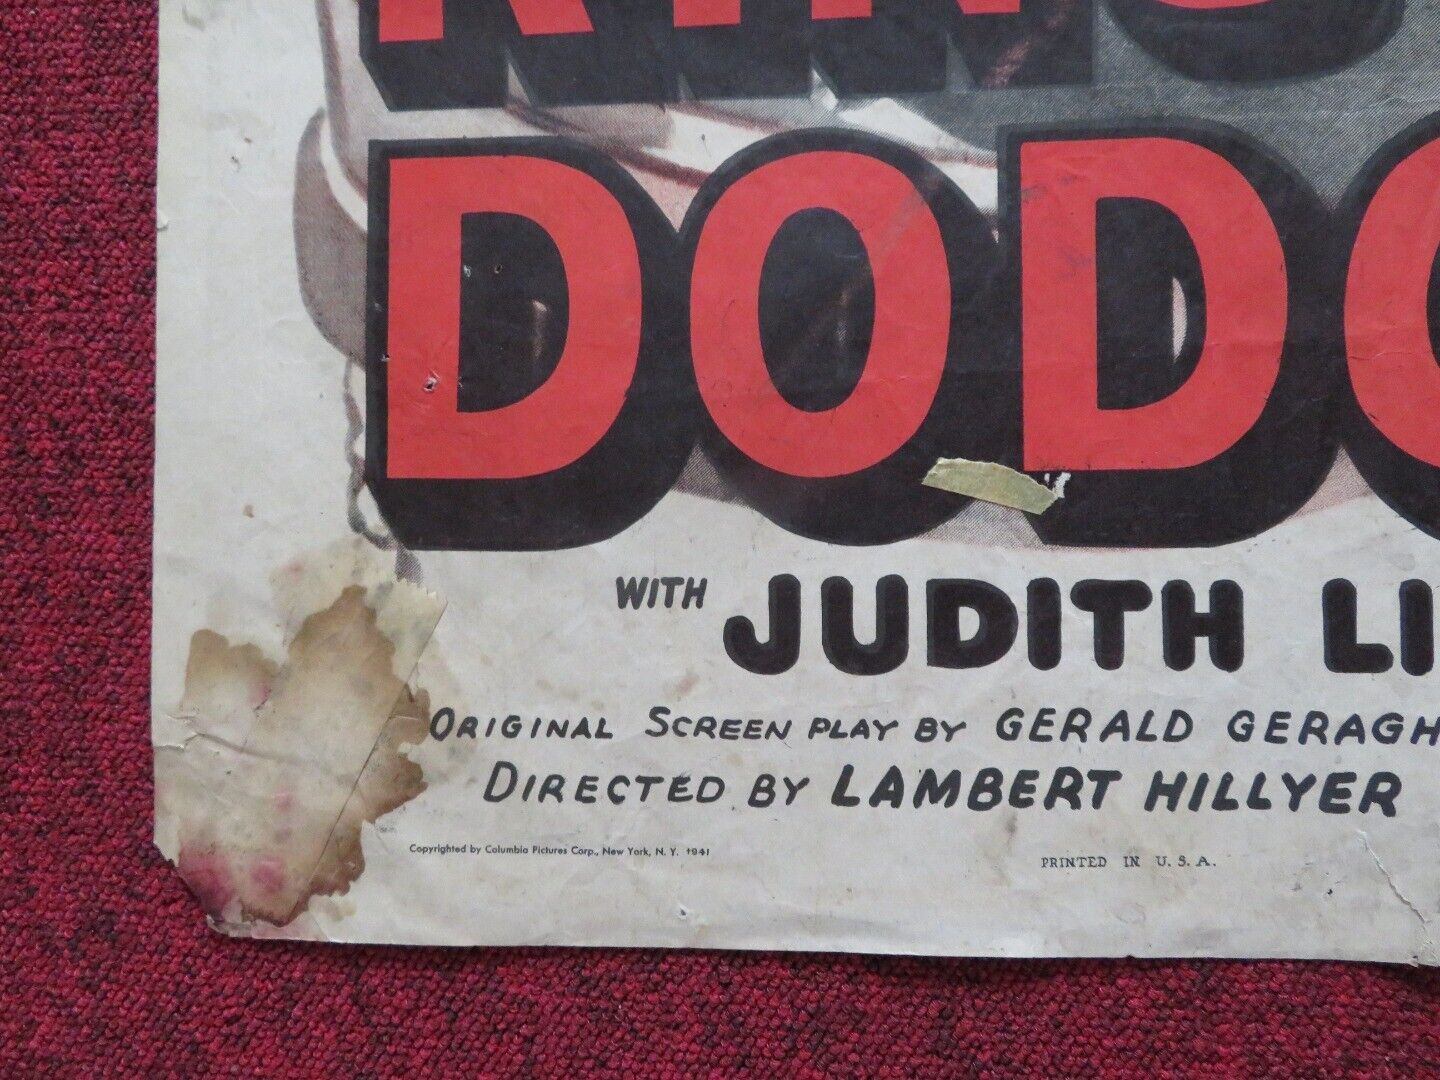 KING
DODG
WITH JUDITH LI
ORIGINAL SCREEN PLAY BY GERALD GERAGH
DIRECTED BY LAMBERT HILLYER
Copyrighted by Columbia Pictures Corp., New York, N. Y. 1941
PRINTED IN U. S. A.